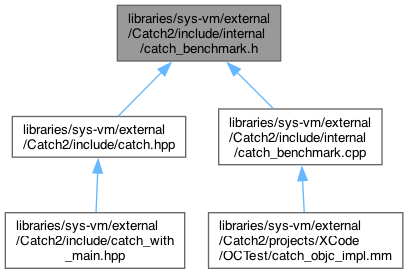 libraries/sys-vm/external
/Catch2/include/internal
/catch_benchmark.h
libraries/sys-vm/external
/Catch2/include/catch.hpp
libraries/sys-vm/external
/Catch2/include/internal
/catch_benchmark.cpp
libraries/sys-vm/external
/Catch2/include/catch_with
_main.hpp
libraries/sys-vm/external
/Catch2/projects/XCode
/OCTest/catch_objc_impl.mm